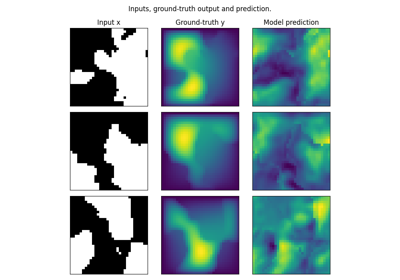 Inputs, ground-truth output and prediction.
Input x
Ground-truth y
Model prediction